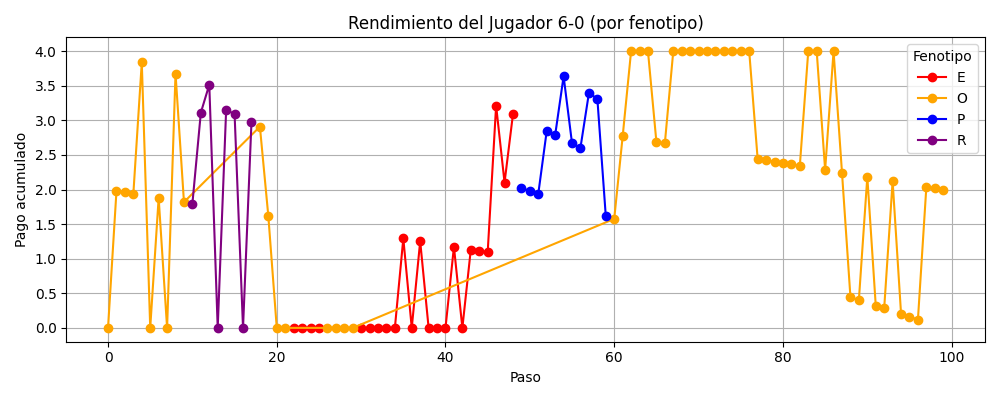 Rendimiento del Jugador 6-0 (por fenotipo)
Pago acumulado
4.0
3.5
3.0
2.5
2.0
1.5
1.0
0.5
0.0
Fenotipo
E
O
P
R
0 20 40 60 80 100
Paso